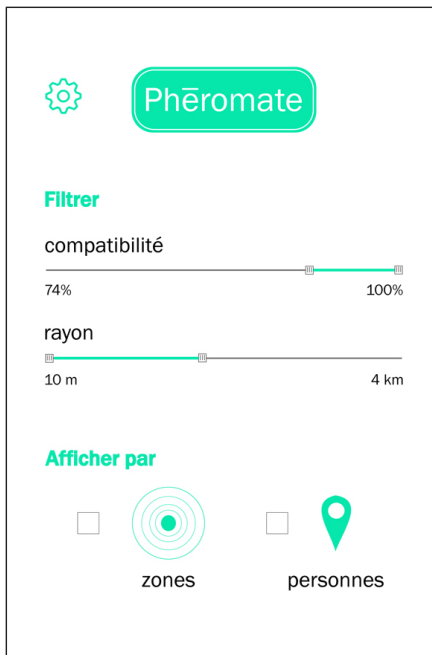 Phēromate
Filtrer
compatibilité
74% 100%
rayon
10 m 4 km
Afficher par
zones personnes